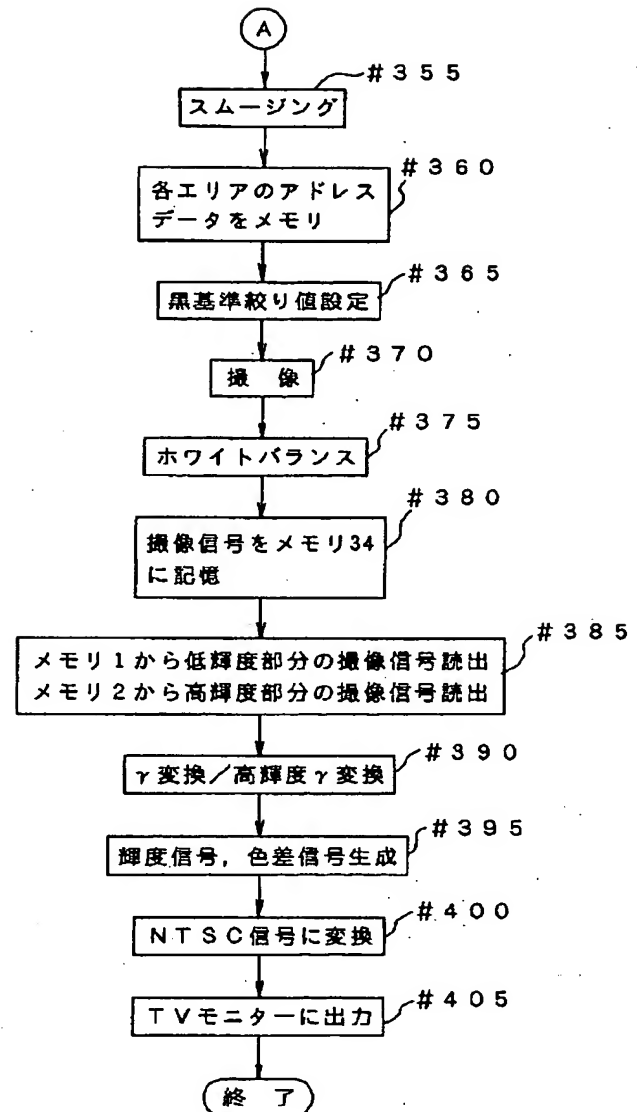 A
#355
スムージング
#360
各エリアのアドレス
データをメモリ
#365
黒基準絞り値設定
#370
撮 像
#375
ホワイトバランス
#380
撮像信号をメモリ34
に記憶
#385
メモリ1から低輝度部分の撮像信号読出
メモリ2から高輝度部分の撮像信号読出
#390
γ変換/高輝度γ変換
#395
輝度信号,色差信号生成
#400
NTSC信号に変換
#405
TVモニターに出力
終 了